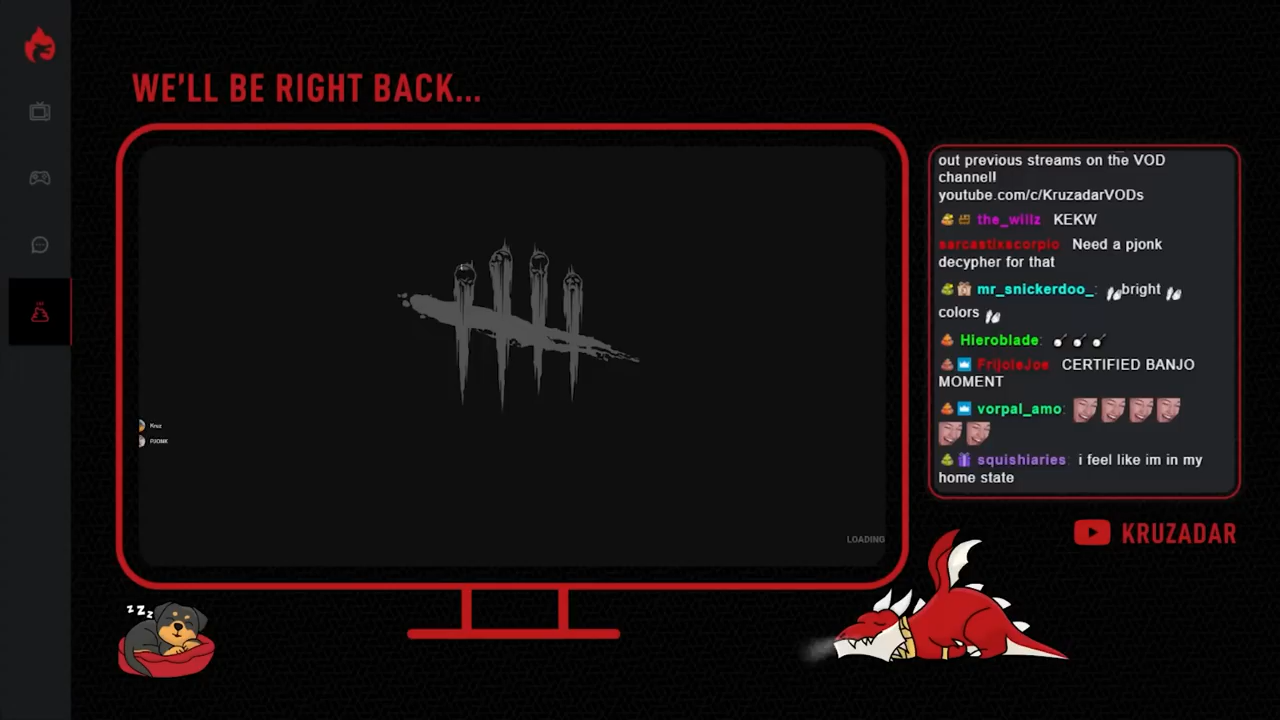 WE'LL BE RIGHT BACK...
out previous streams on the VOD
channel!
youtube.com/c/KruzadarVODs
the_willz KEKW
sarcastixscorpio Need a pjonk
decypher for that
mr_snickerdoo_: bright
colors
Hieroblade:
FrijoleJoe CERTIFIED BANJO
MOMENT
vorpal_amo:
squishiaries: i feel like im in my
home state
Kruz
PJONK
LOADING
KRUZADAR
z z z